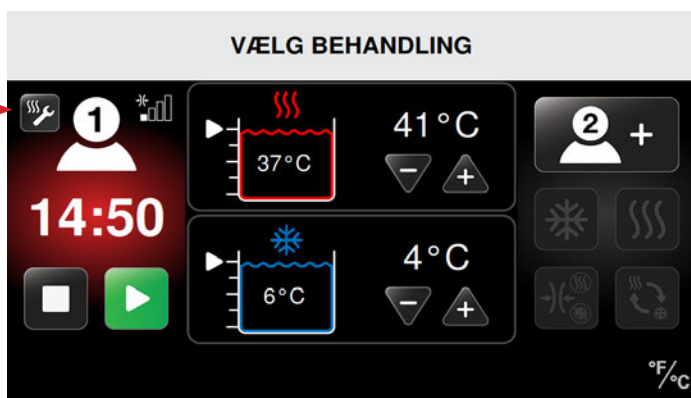 VÆLG BEHANDLING
1
14:50
37°C
41°C
- +
6°C
4°C
- +
2 +
°F/°C